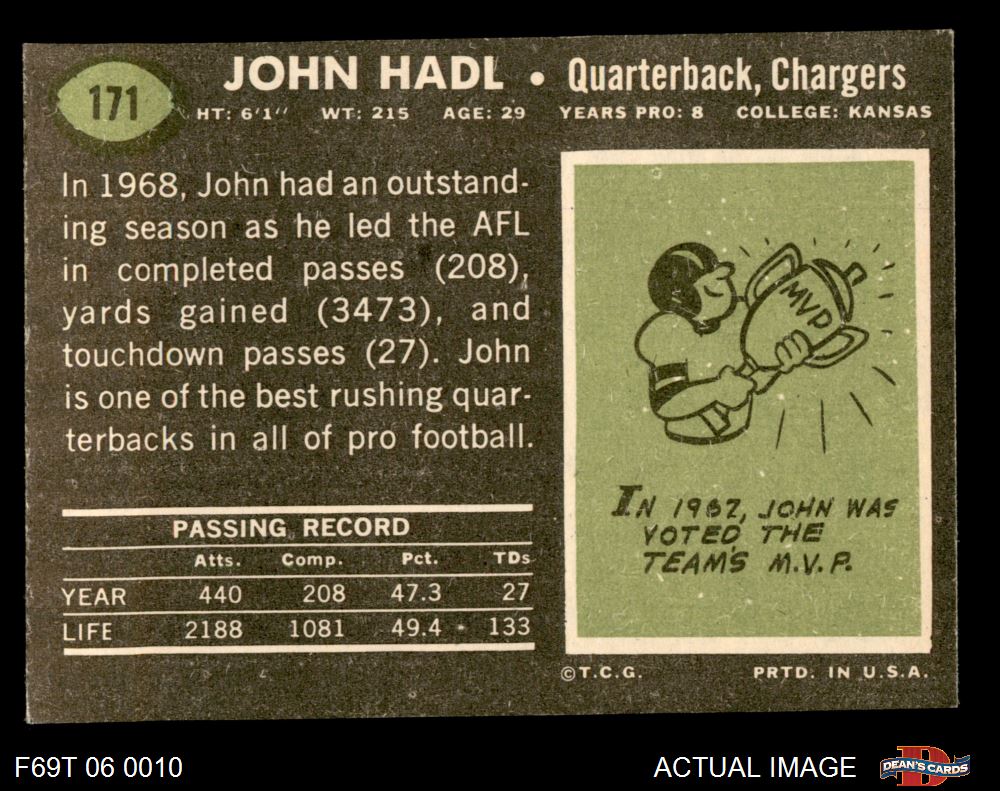 171
JOHN HADL • Quarterback, Chargers
HT: 6'1'' WT: 215 AGE: 29 YEARS PRO: 8 COLLEGE: KANSAS
In 1968, John had an outstand-
ing season as he led the AFL
in completed passes (208),
yards gained (3473), and
touchdown passes (27). John
is one of the best rushing quar-
terbacks in all of pro football.
PASSING RECORD
Atts. Comp. Pct. TDs
YEAR 440 208 47.3 27
LIFE 2188 1081 49.4 133
MVP
IN 1967, JOHN WAS
VOTED THE
TEAM'S M.V.P.
©T.C.G. PRTD. IN U.S.A.
F69T 06 0010
ACTUAL IMAGE
D
DEAN'S CARDS